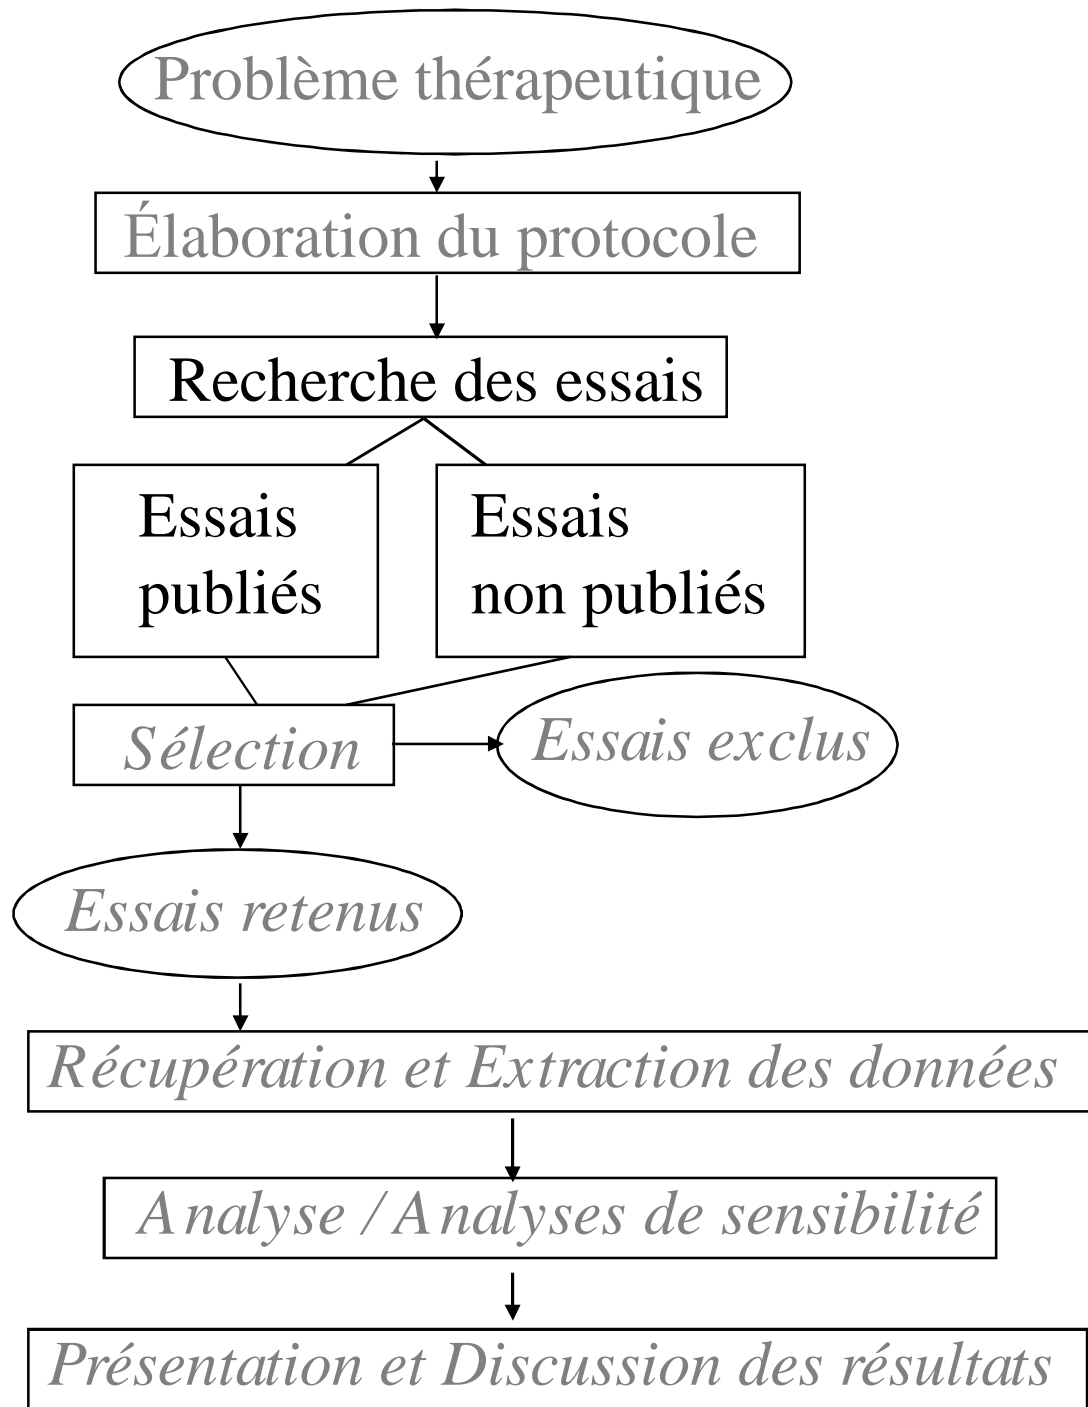 Problème thérapeutique
Élaboration du protocole
Recherche des essais
Essais
publiés
Essais
non publiés
Sélection
Essais exclus
Essais retenus
Récupération et Extraction des données
Analyse / Analyses de sensibilité
Présentation et Discussion des résultats